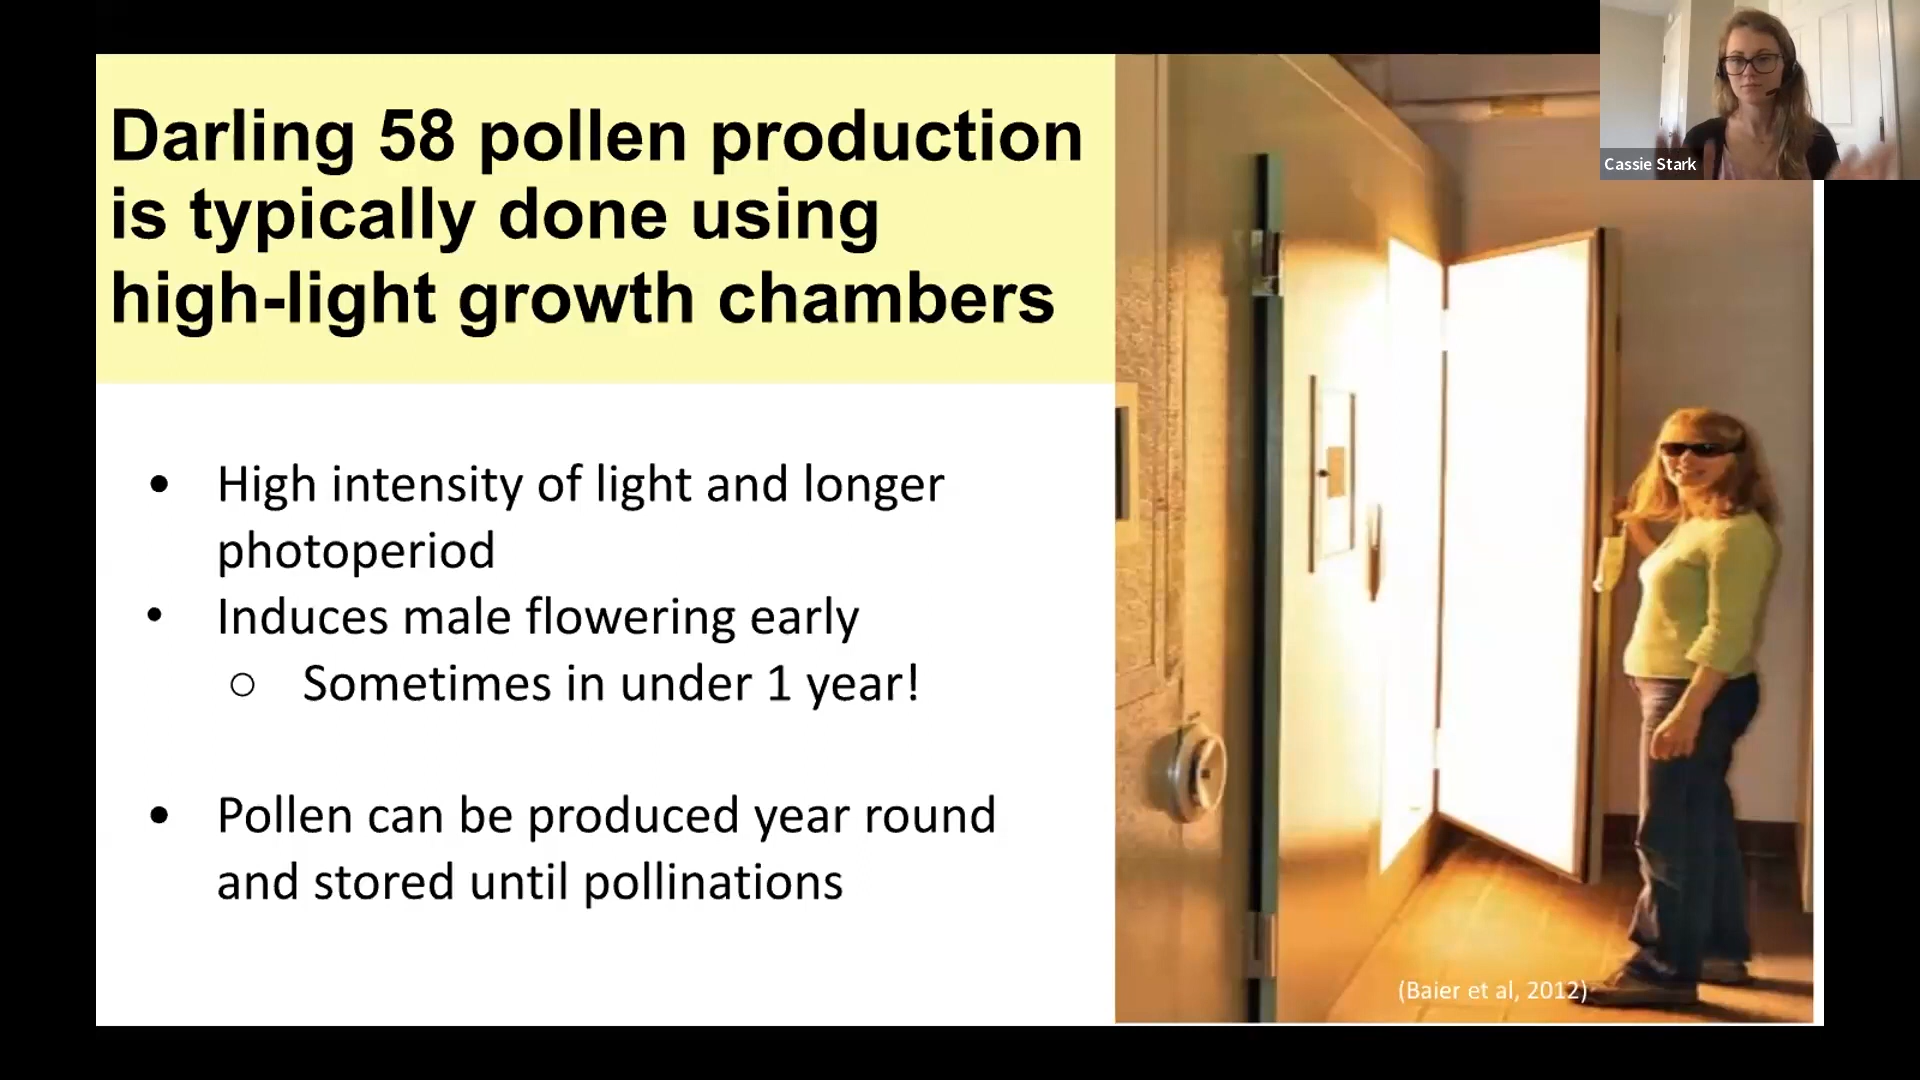 Darling 58 pollen production
is typically done using
high-light growth chambers
Cassie Stark
• High intensity of light and longer
photoperiod
• Induces male flowering early
○ Sometimes in under 1 year!
• Pollen can be produced year round
and stored until pollinations
(Baier et al, 2012)